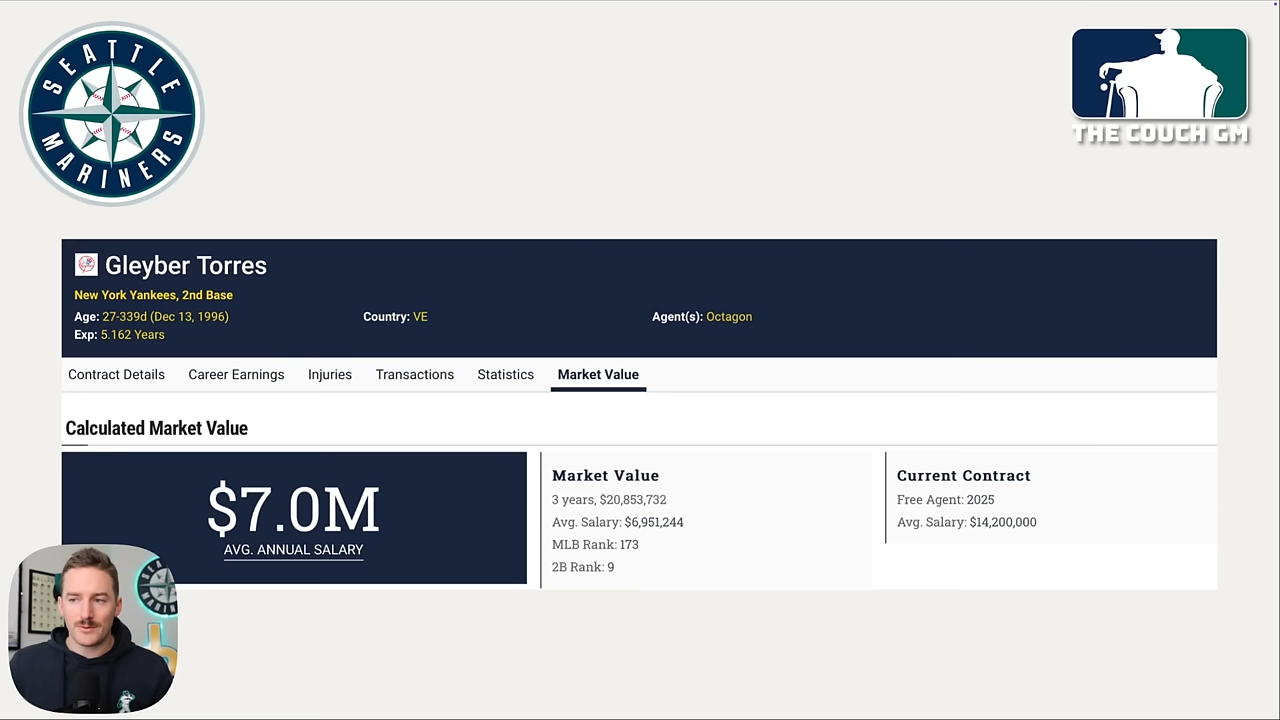 SEATTLE
MARINERS
THE COUCH GM
Gleyber Torres
New York Yankees, 2nd Base
Age: 27-339d (Dec 13, 1996)
Country: VE
Agent(s): Octagon
Exp: 5.162 Years
Contract Details
Career Earnings
Injuries
Transactions
Statistics
Market Value
Calculated Market Value
$7.0M
AVG. ANNUAL SALARY
Market Value
3 years, $20,853,732
Avg. Salary: $6,951,244
MLB Rank: 173
2B Rank: 9
Current Contract
Free Agent: 2025
Avg. Salary: $14,200,000